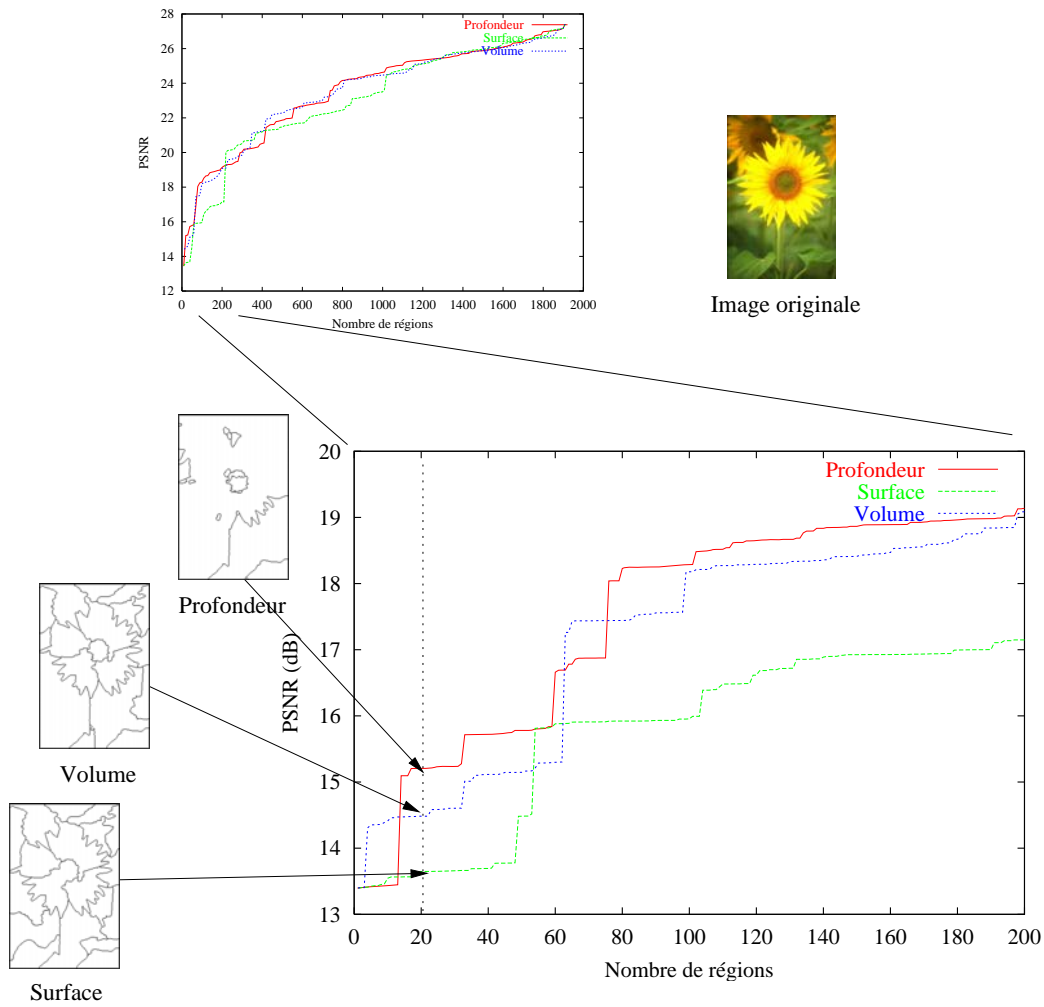 28
26
24
22
20
18
16
14
12
PSNR
Profondeur
Surface
Volume
0 200 400 600 800 1000 1200 1400 1600 1800 2000
Nombre de régions
Image originale
Profondeur
Volume
Surface
20
19
18
17
16
15
14
13
PSNR (dB)
Profondeur
Surface
Volume
0 20 40 60 80 100 120 140 160 180 200
Nombre de régions